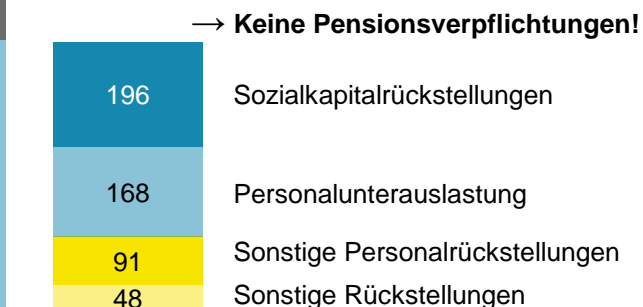 → Keine Pensionsverpflichtungen!
196 Sozialkapitalrückstellungen
168 Personalunterauslastung
91 Sonstige Personalrückstellungen
48 Sonstige Rückstellungen